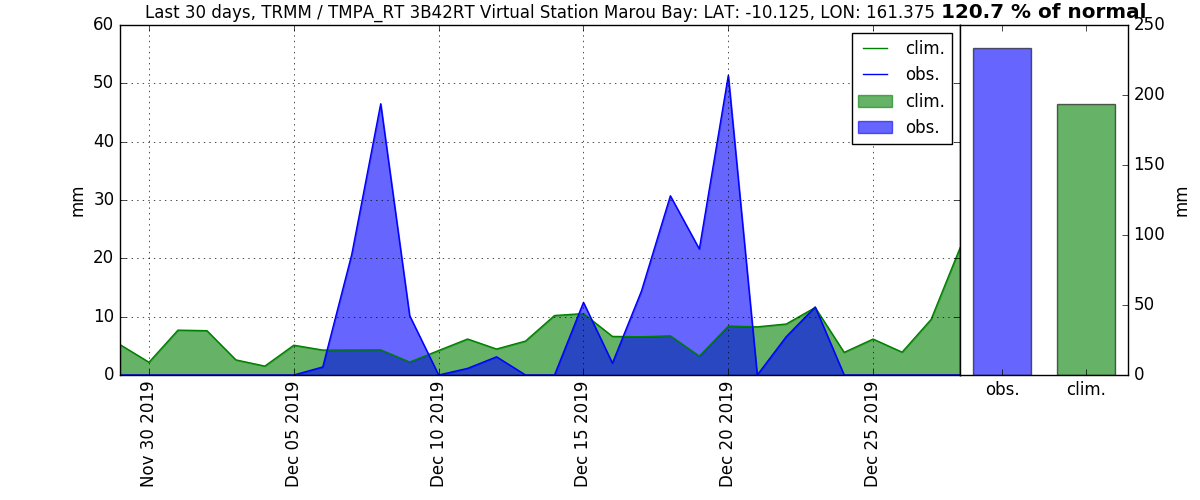 Last 30 days, TRMM / TMPA_RT 3B42RT Virtual Station Marou Bay: LAT: -10.125, LON: 161.375 120.7 % of normal
60
50
40
30
20
10
0
mm
clim.
obs.
clim.
obs.
Nov 30 2019
Dec 05 2019
Dec 10 2019
Dec 15 2019
Dec 20 2019
Dec 25 2019
250
200
150
100
50
0
mm
obs.
clim.